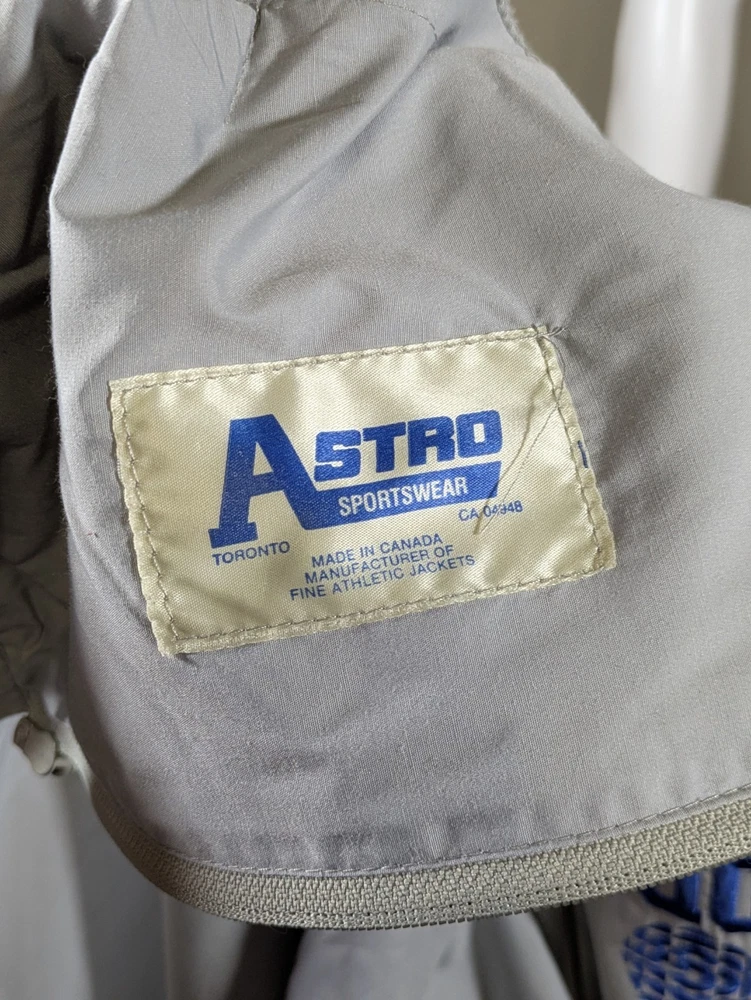 ASTRO
SPORTSWEAR
CA 04948
TORONTO
MADE IN CANADA
MANUFACTURER OF
FINE ATHLETIC JACKETS